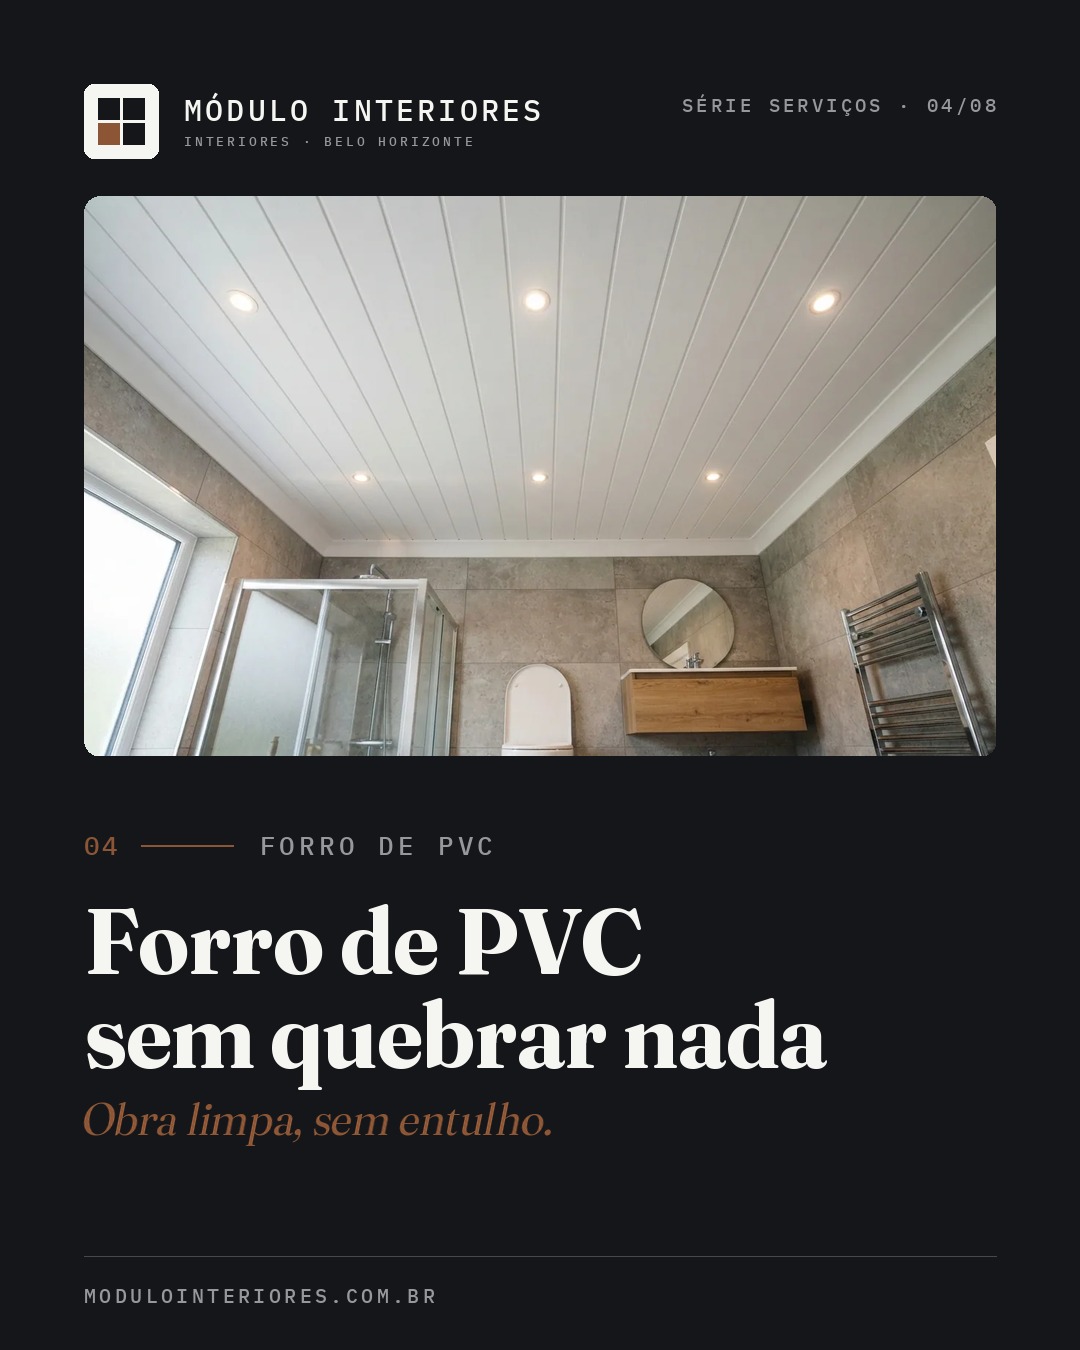 MÓDULO INTERIORES
INTERIORES · BELO HORIZONTE
SÉRIE SERVIÇOS · 04/08
04 FORRO DE PVC
Forro de PVC
sem quebrar nada
Obra limpa, sem entulho.
MODULOINTERIORES.COM.BR